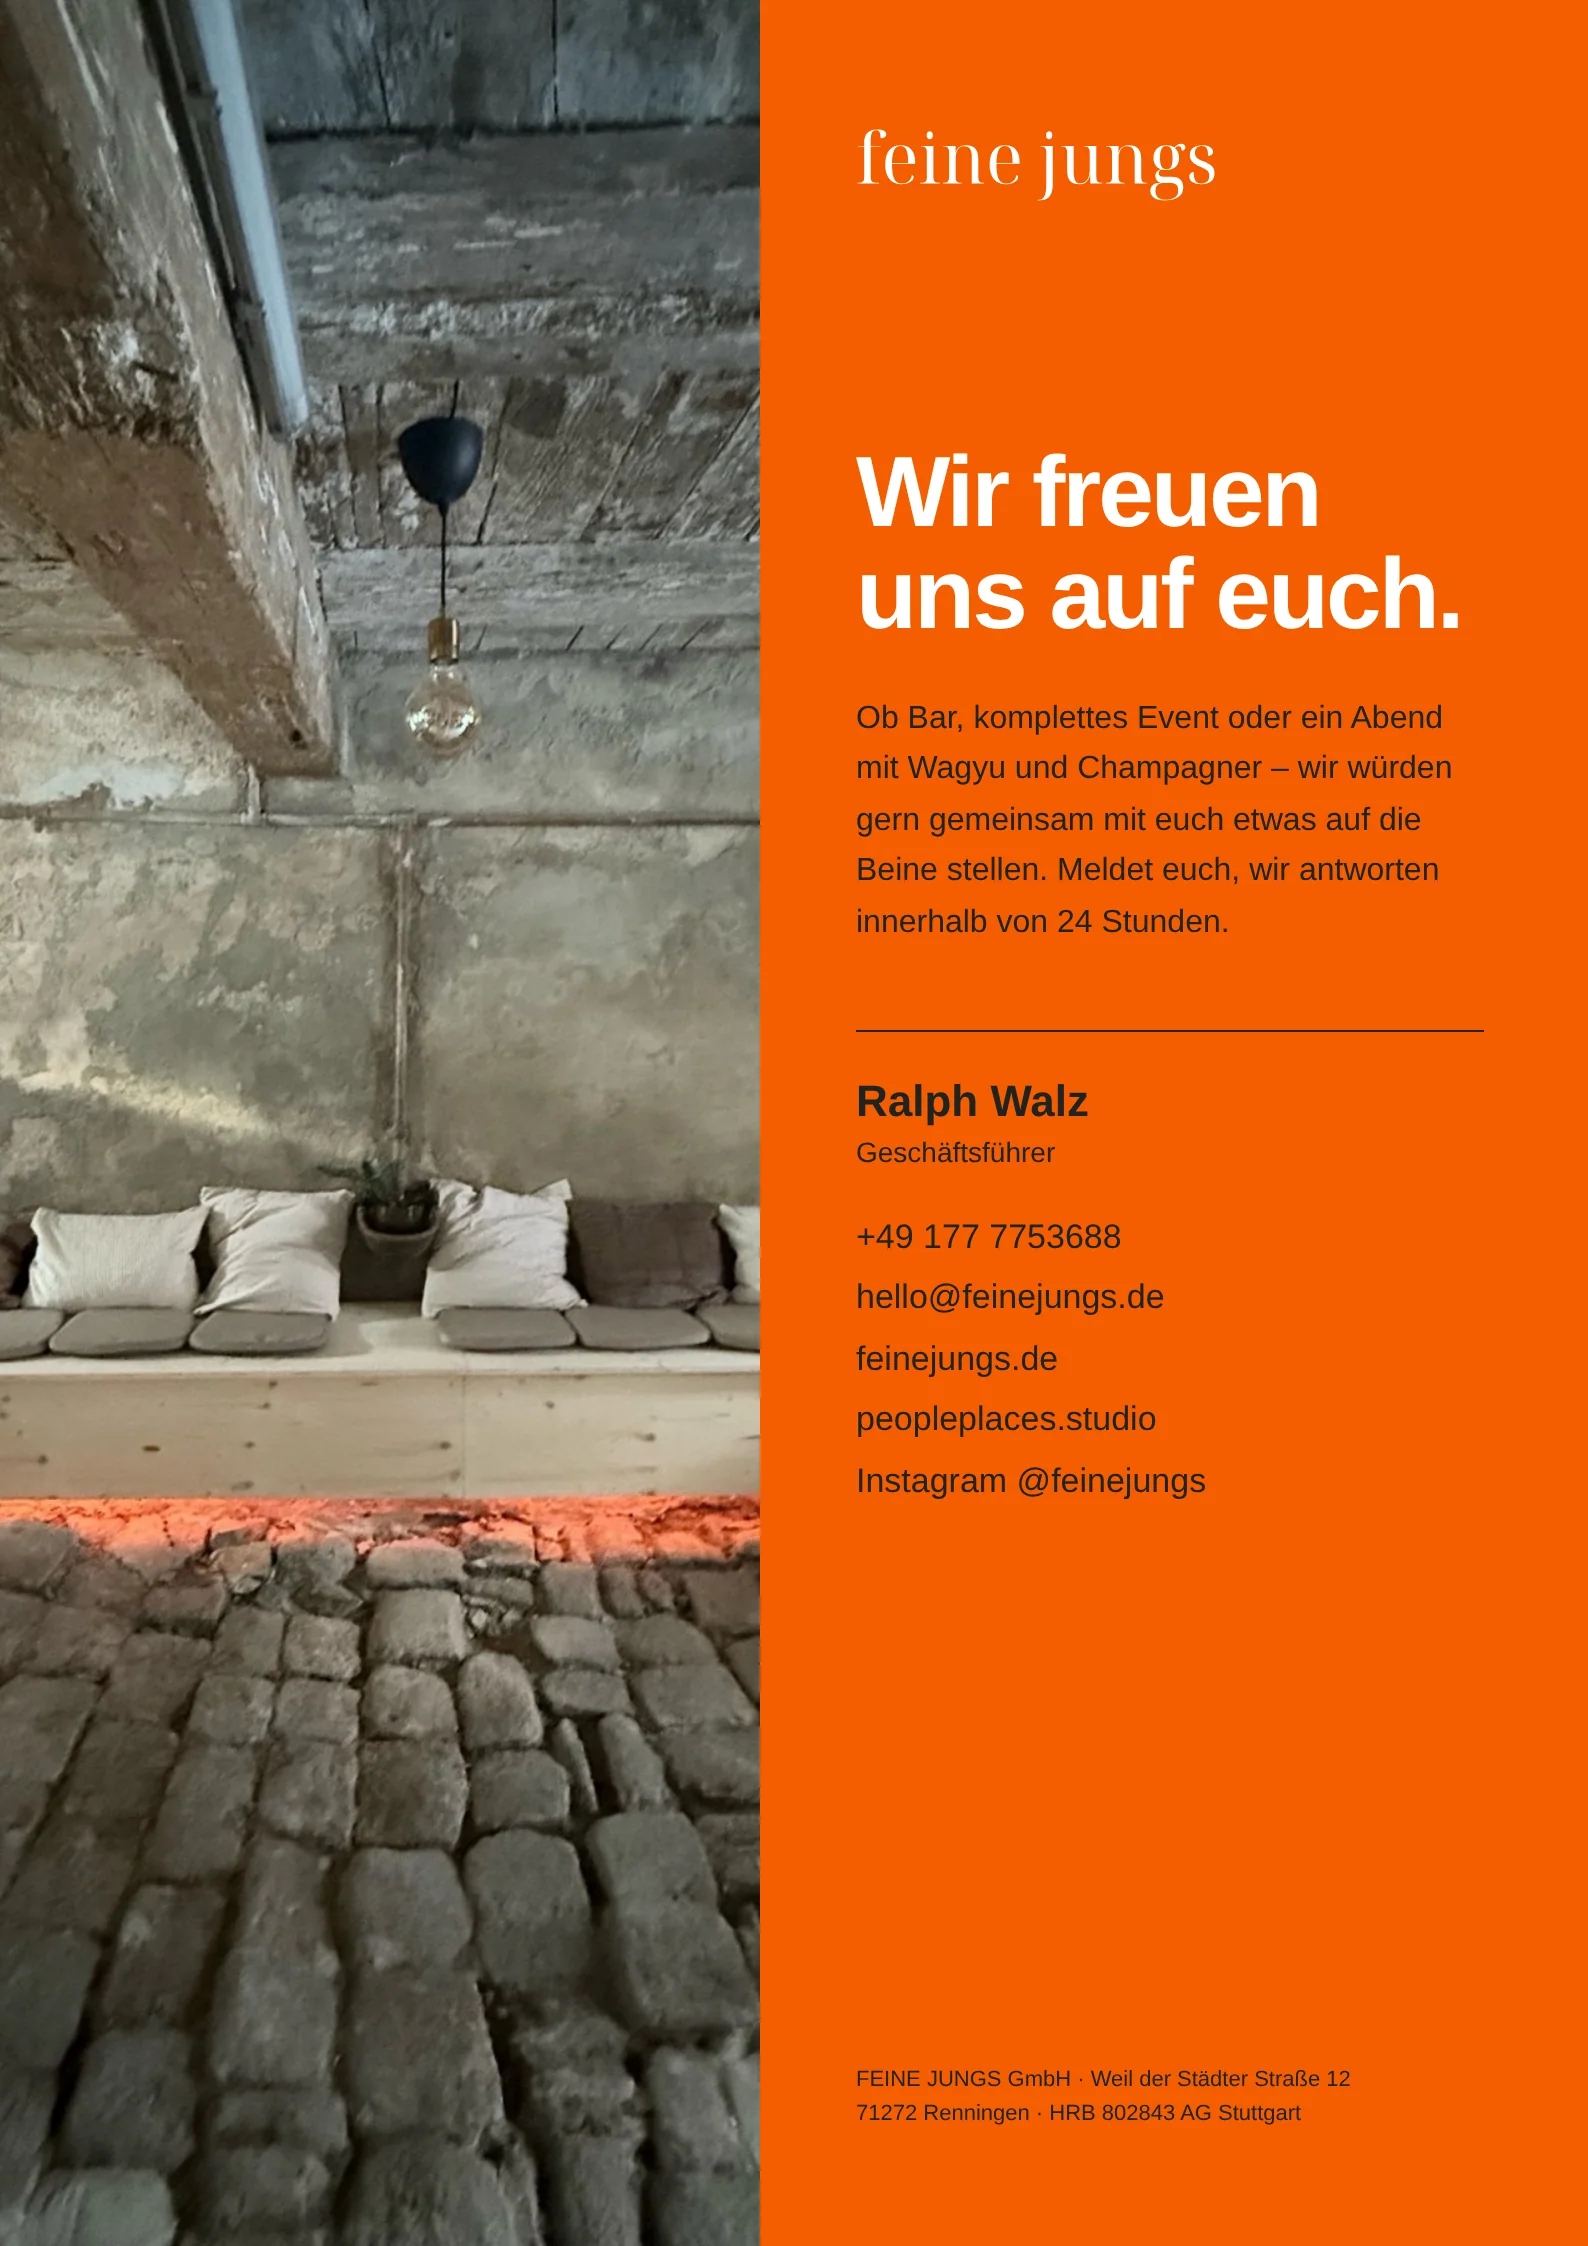 feine jungs
Wir freuen
uns auf euch.
Ob Bar, komplettes Event oder ein Abend
mit Wagyu und Champagner – wir würden
gern gemeinsam mit euch etwas auf die
Beine stellen. Meldet euch, wir antworten
innerhalb von 24 Stunden.
Ralph Walz
Geschäftsführer
+49 177 7753688
hello@feinejungs.de
feinejungs.de
peopleplaces.studio
Instagram @feinejungs
FEINE JUNGS GmbH · Weil der Städter Straße 12
71272 Renningen · HRB 802843 AG Stuttgart